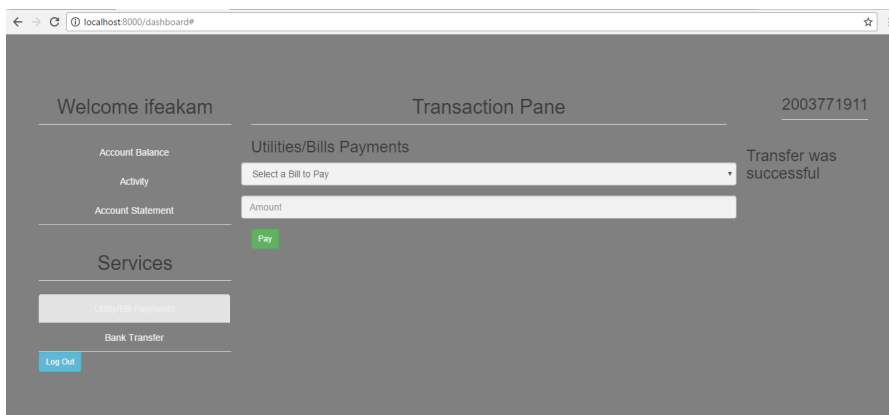 localhost:8000/dashboard#
Welcome ifeakam
Account Balance
Activity
Account Statement
Services
Utility/Bill Payments
Bank Transfer
Log Out
Transaction Pane
Utilities/Bills Payments
Select a Bill to Pay
Amount
Pay
2003771911
Transfer was
successful